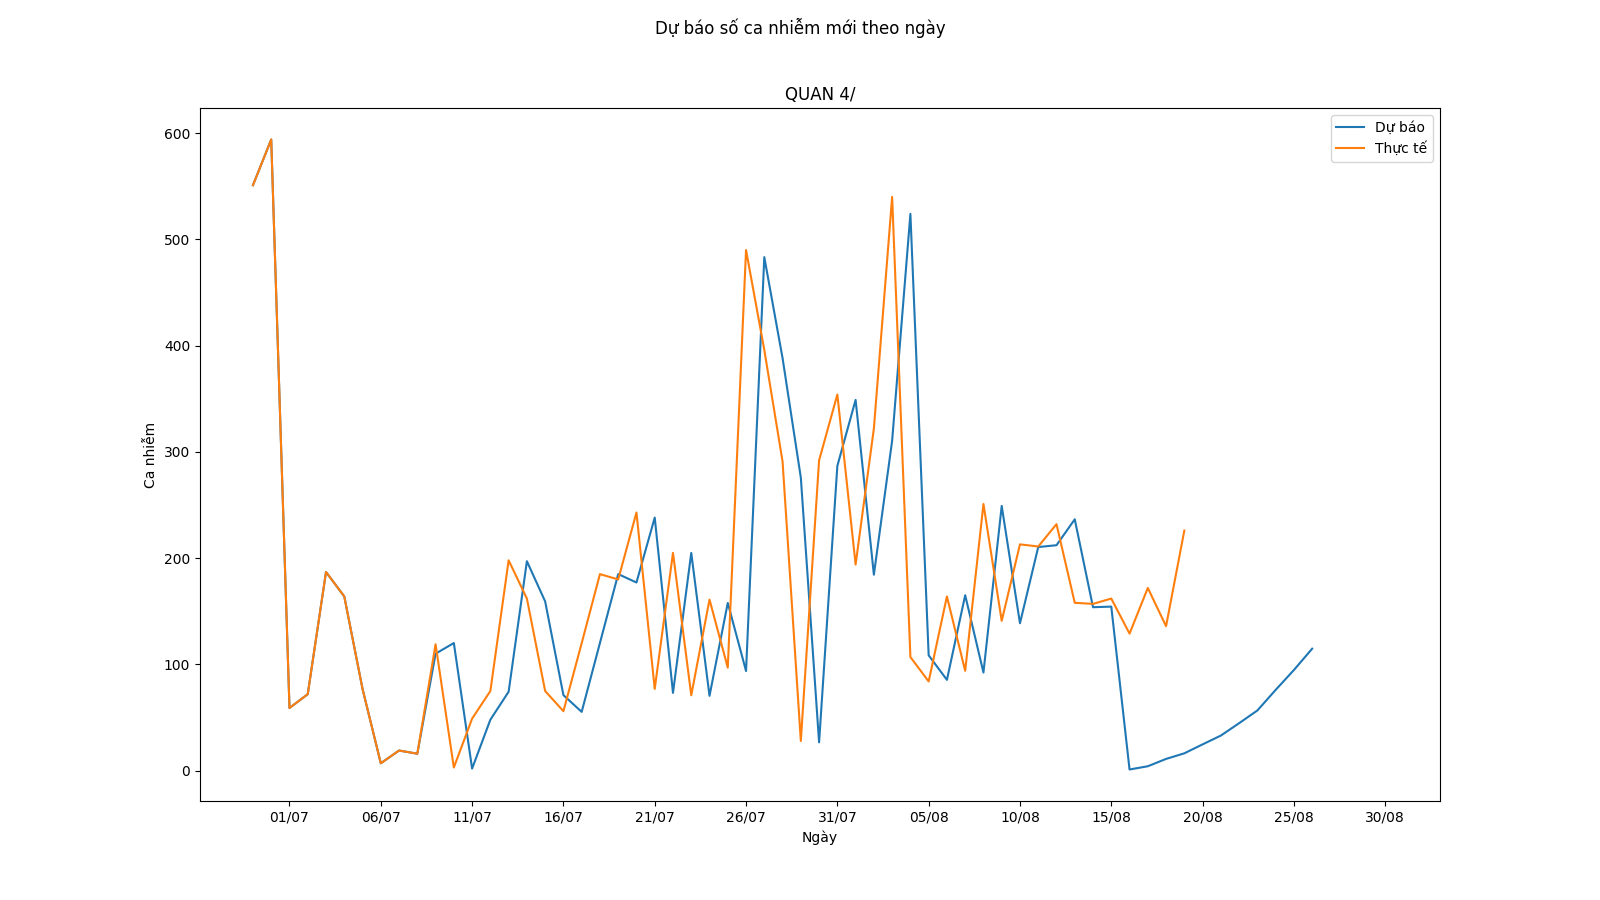 Dự báo số ca nhiễm mới theo ngày
QUAN 4/
Dự báo
Thực tế
600
500
400
300
200
100
0
Ca nhiễm
01/07 06/07 11/07 16/07 21/07 26/07 31/07 05/08 10/08 15/08 20/08 25/08 30/08
Ngày